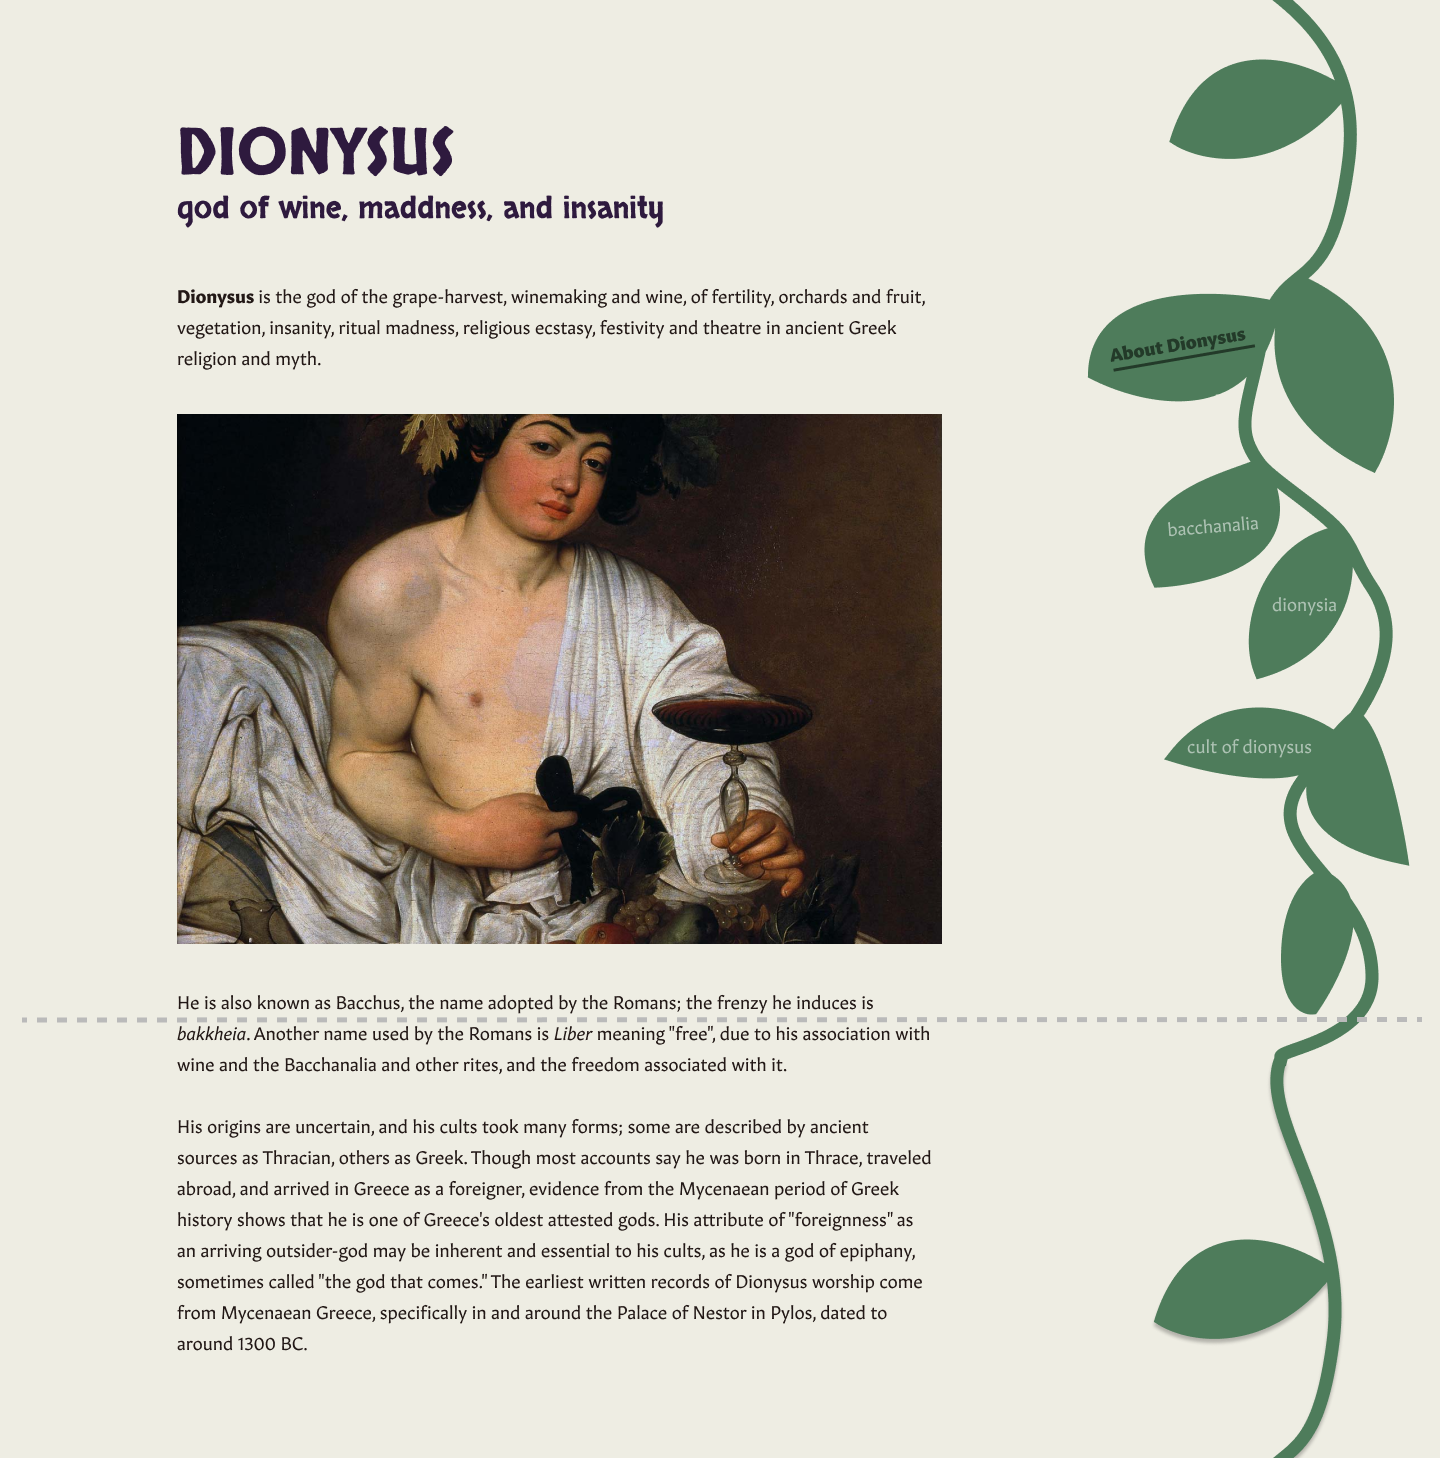 DIONYSUS
god of wine, maddness, and insanity
Dionysus is the god of the grape-harvest, winemaking and wine, of fertility, orchards and fruit,
vegetation, insanity, ritual madness, religious ecstasy, festivity and theatre in ancient Greek
religion and myth.
About Dionysus
bacchanalia
dionysia
cult of dionysus
He is also known as Bacchus, the name adopted by the Romans; the frenzy he induces is
bakkheia. Another name used by the Romans is Liber meaning "free", due to his association with
wine and the Bacchanalia and other rites, and the freedom associated with it.
His origins are uncertain, and his cults took many forms; some are described by ancient
sources as Thracian, others as Greek. Though most accounts say he was born in Thrace, traveled
abroad, and arrived in Greece as a foreigner, evidence from the Mycenaean period of Greek
history shows that he is one of Greece's oldest attested gods. His attribute of "foreignness" as
an arriving outsider-god may be inherent and essential to his cults, as he is a god of epiphany,
sometimes called "the god that comes." The earliest written records of Dionysus worship come
from Mycenaean Greece, specifically in and around the Palace of Nestor in Pylos, dated to
around 1300 BC.